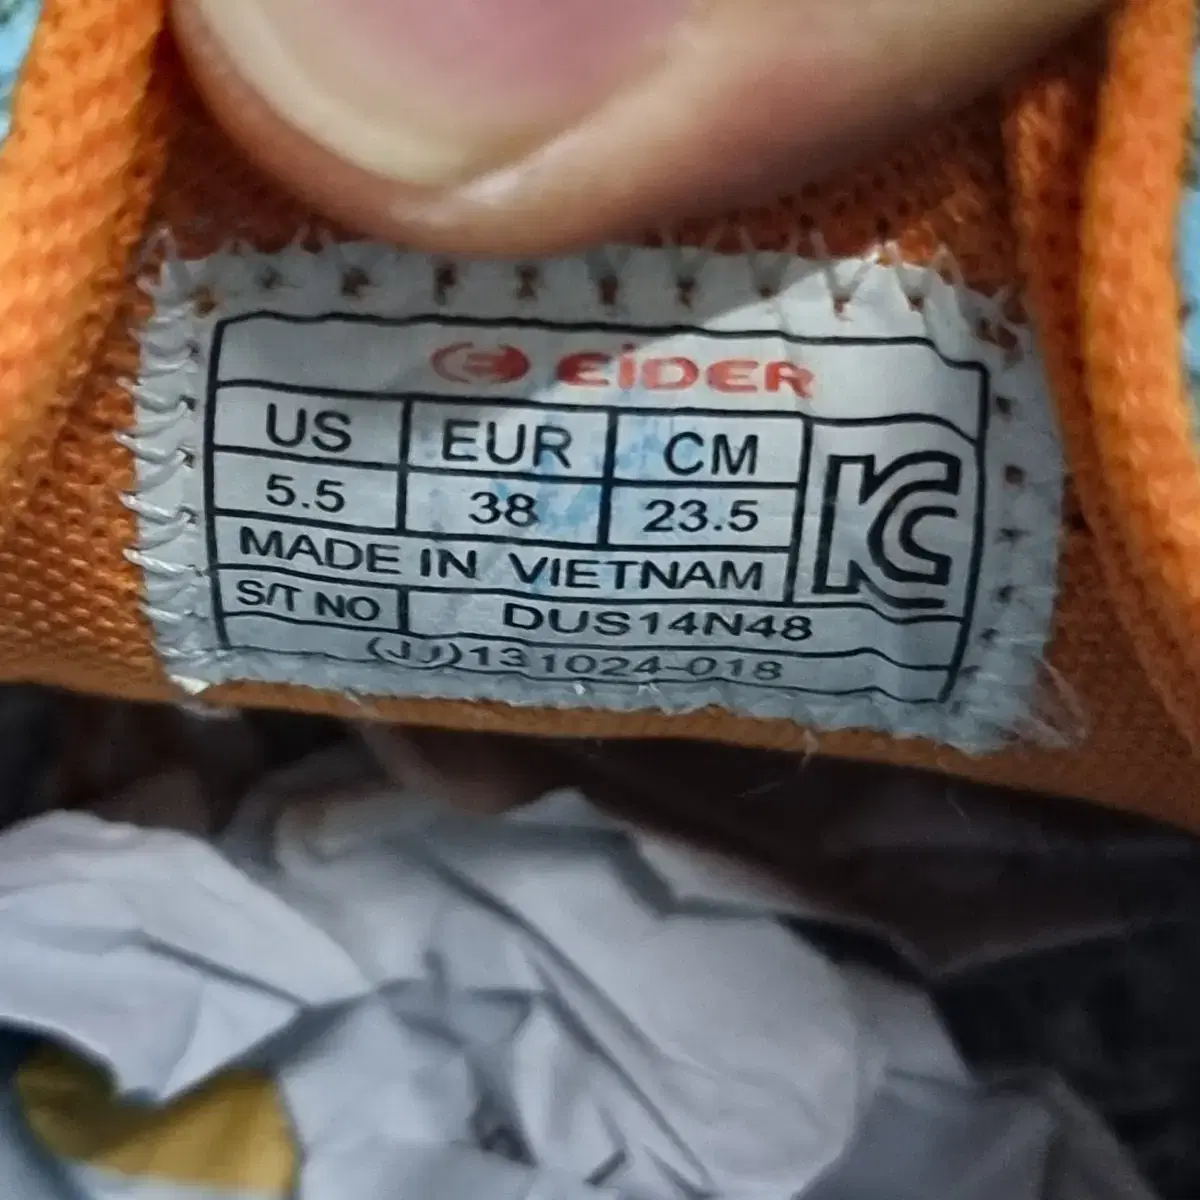 EiDER
US EUR CM
5.5 38 23.5
MADE IN VIETNAM
S/T NO DUS14N48
(JJ)131024-018
KC